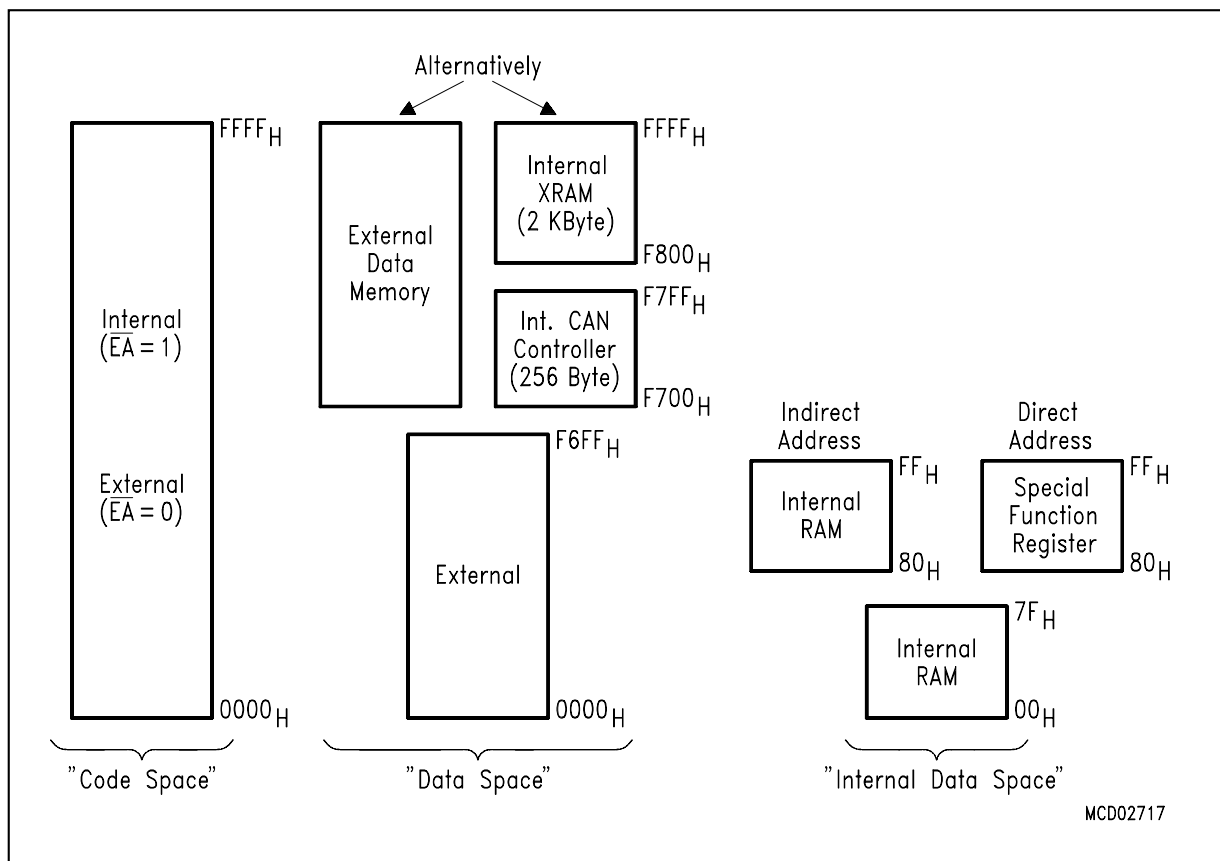 Alternatively
FFFFH
Internal
(EA = 1)
External
(EA = 0)
0000H
"Code Space"
External
Data
Memory
FFFFH
Internal
XRAM
(2 KByte)
F800H
F7FFH
Int. CAN
Controller
(256 Byte)
F700H
F6FFH
External
0000H
"Data Space"
Indirect
Address
FFH
Internal
RAM
80H
Direct
Address
FFH
Special
Function
Register
80H
7FH
Internal
RAM
00H
"Internal Data Space"
MCD02717